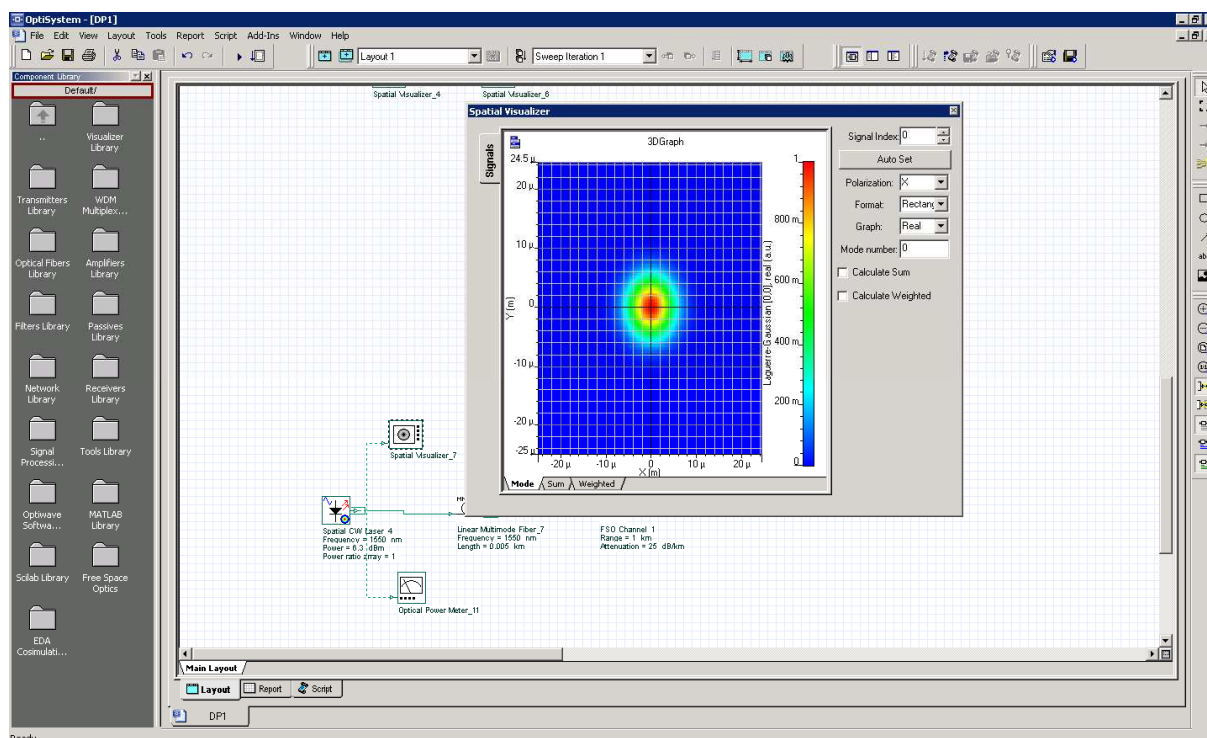 OptiSystem - [DP1]
File Edit View Layout Tools Report Script Add-Ins Window Help
Layout 1
Sweep Iteration 1
Component Library
Default/
..
Visualizer
Library
Transmitters
Library
WDM
Multiplex...
Optical Fibers
Library
Amplifiers
Library
Filters Library
Passives
Library
Network
Library
Receivers
Library
Signal
Processi...
Tools Library
Optiwave
Softwa...
MATLAB
Library
Scilab Library
Free Space
Optics
EDA
Cosimulati...
Spatial Visualizer_4
Spatial Visualizer_6
Spatial Visualizer
Signals
3DGraph
24.5 µ
20 µ
10 µ
0
-10 µ
-20 µ
-25 µ
Y [m]
-20 µ
-10 µ
0
10 µ
20 µ
X [m]
1
800 m
600 m
400 m
200 m
0
Laguerre-Gaussian [0,0], real [a.u.]
Mode
Sum
Weighted
Signal Index: 0
Auto Set
Polarization: X
Format: Rectang
Graph: Real
Mode number: 0
Calculate Sum
Calculate Weighted
Spatial Visualizer_7
Spatial CW Laser_4
Frequency = 1550 nm
Power = 6.3 dBm
Power ratio array = 1
Linear Multimode Fiber_7
Frequency = 1550 nm
Length = 0.005 km
FSO Channel_1
Range = 1 km
Attenuation = 25 dB/km
Optical Power Meter_11
Main Layout
Layout
Report
Script
DP1